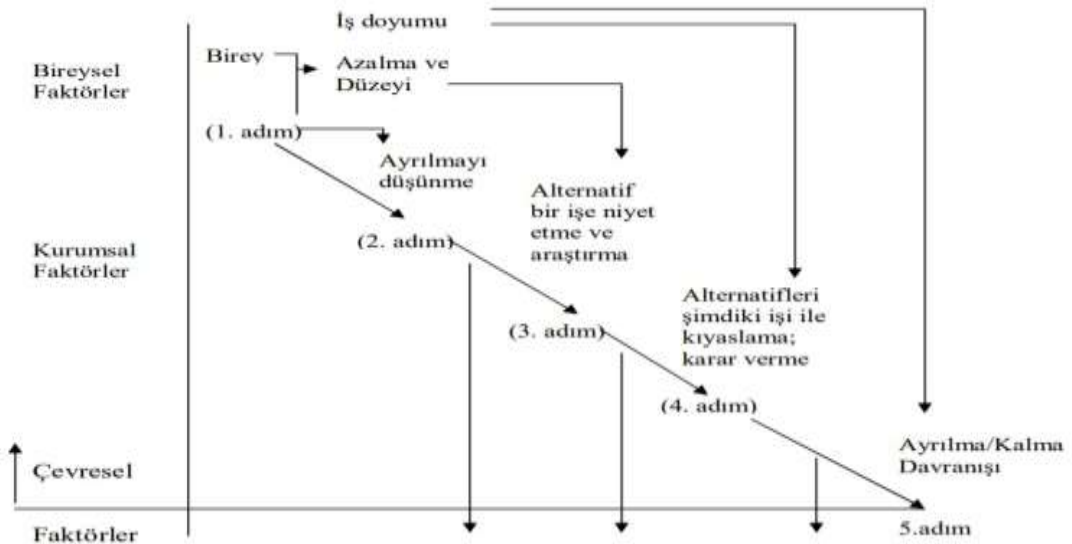 İş doyumu
Birey
Azalma ve
Düzeyi
Bireysel
Faktörler
(1. adım)
Ayrılmayı
düşünme
Alternatif
bir işe niyet
etme ve
araştırma
(2. adım)
Kurumsal
Faktörler
Alternatifleri
şimdiki işi ile
kıyaslama;
karar verme
(3. adım)
(4. adım)
Ayrılma/Kalma
Davranışı
Çevresel
Faktörler
5.adım